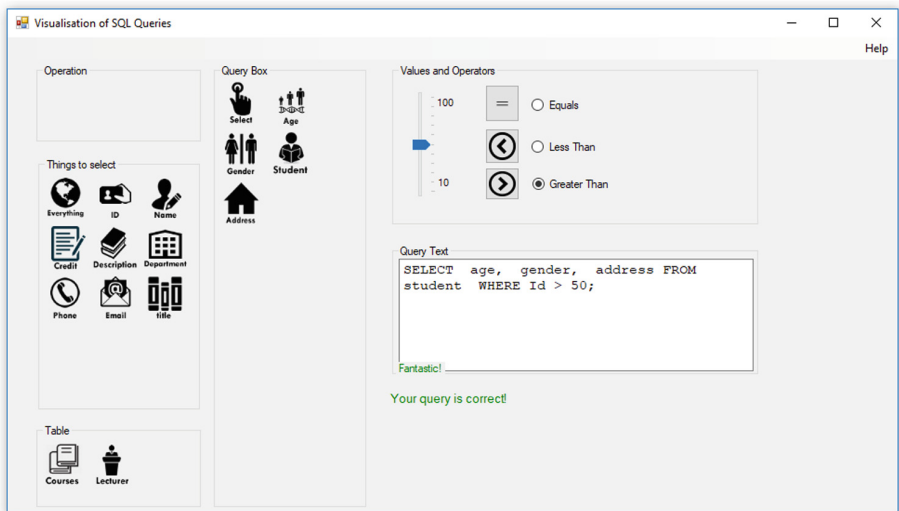 Visualisation of SQL Queries
Help
Operation
Query Box
Select
Age
Gender
Student
Address
Things to select
Everything
ID
Name
Credit
Description
Department
Phone
Email
title
Table
Courses
Lecturer
Values and Operators
100
10
=
Equals
Less Than
Greater Than
Query Text
SELECT age, gender, address FROM
student WHERE Id > 50;
Fantastic!
Your query is correct!